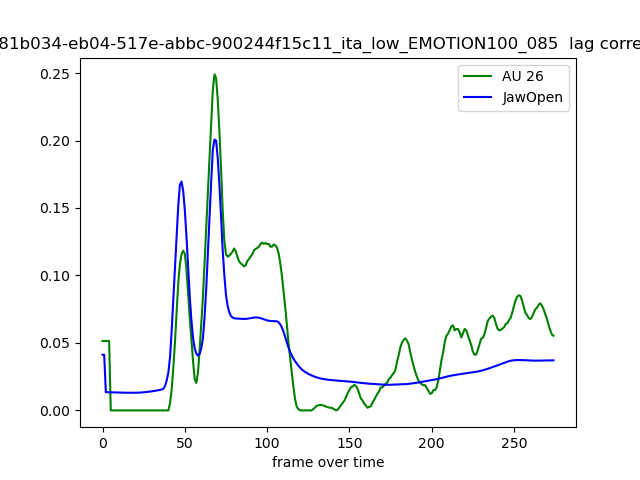 81b034-eb04-517e-abbc-900244f15c11_ita_low_EMOTION100_085 lag corre
AU 26
JawOpen
0.25
0.20
0.15
0.10
0.05
0.00
0 50 100 150 200 250
frame over time